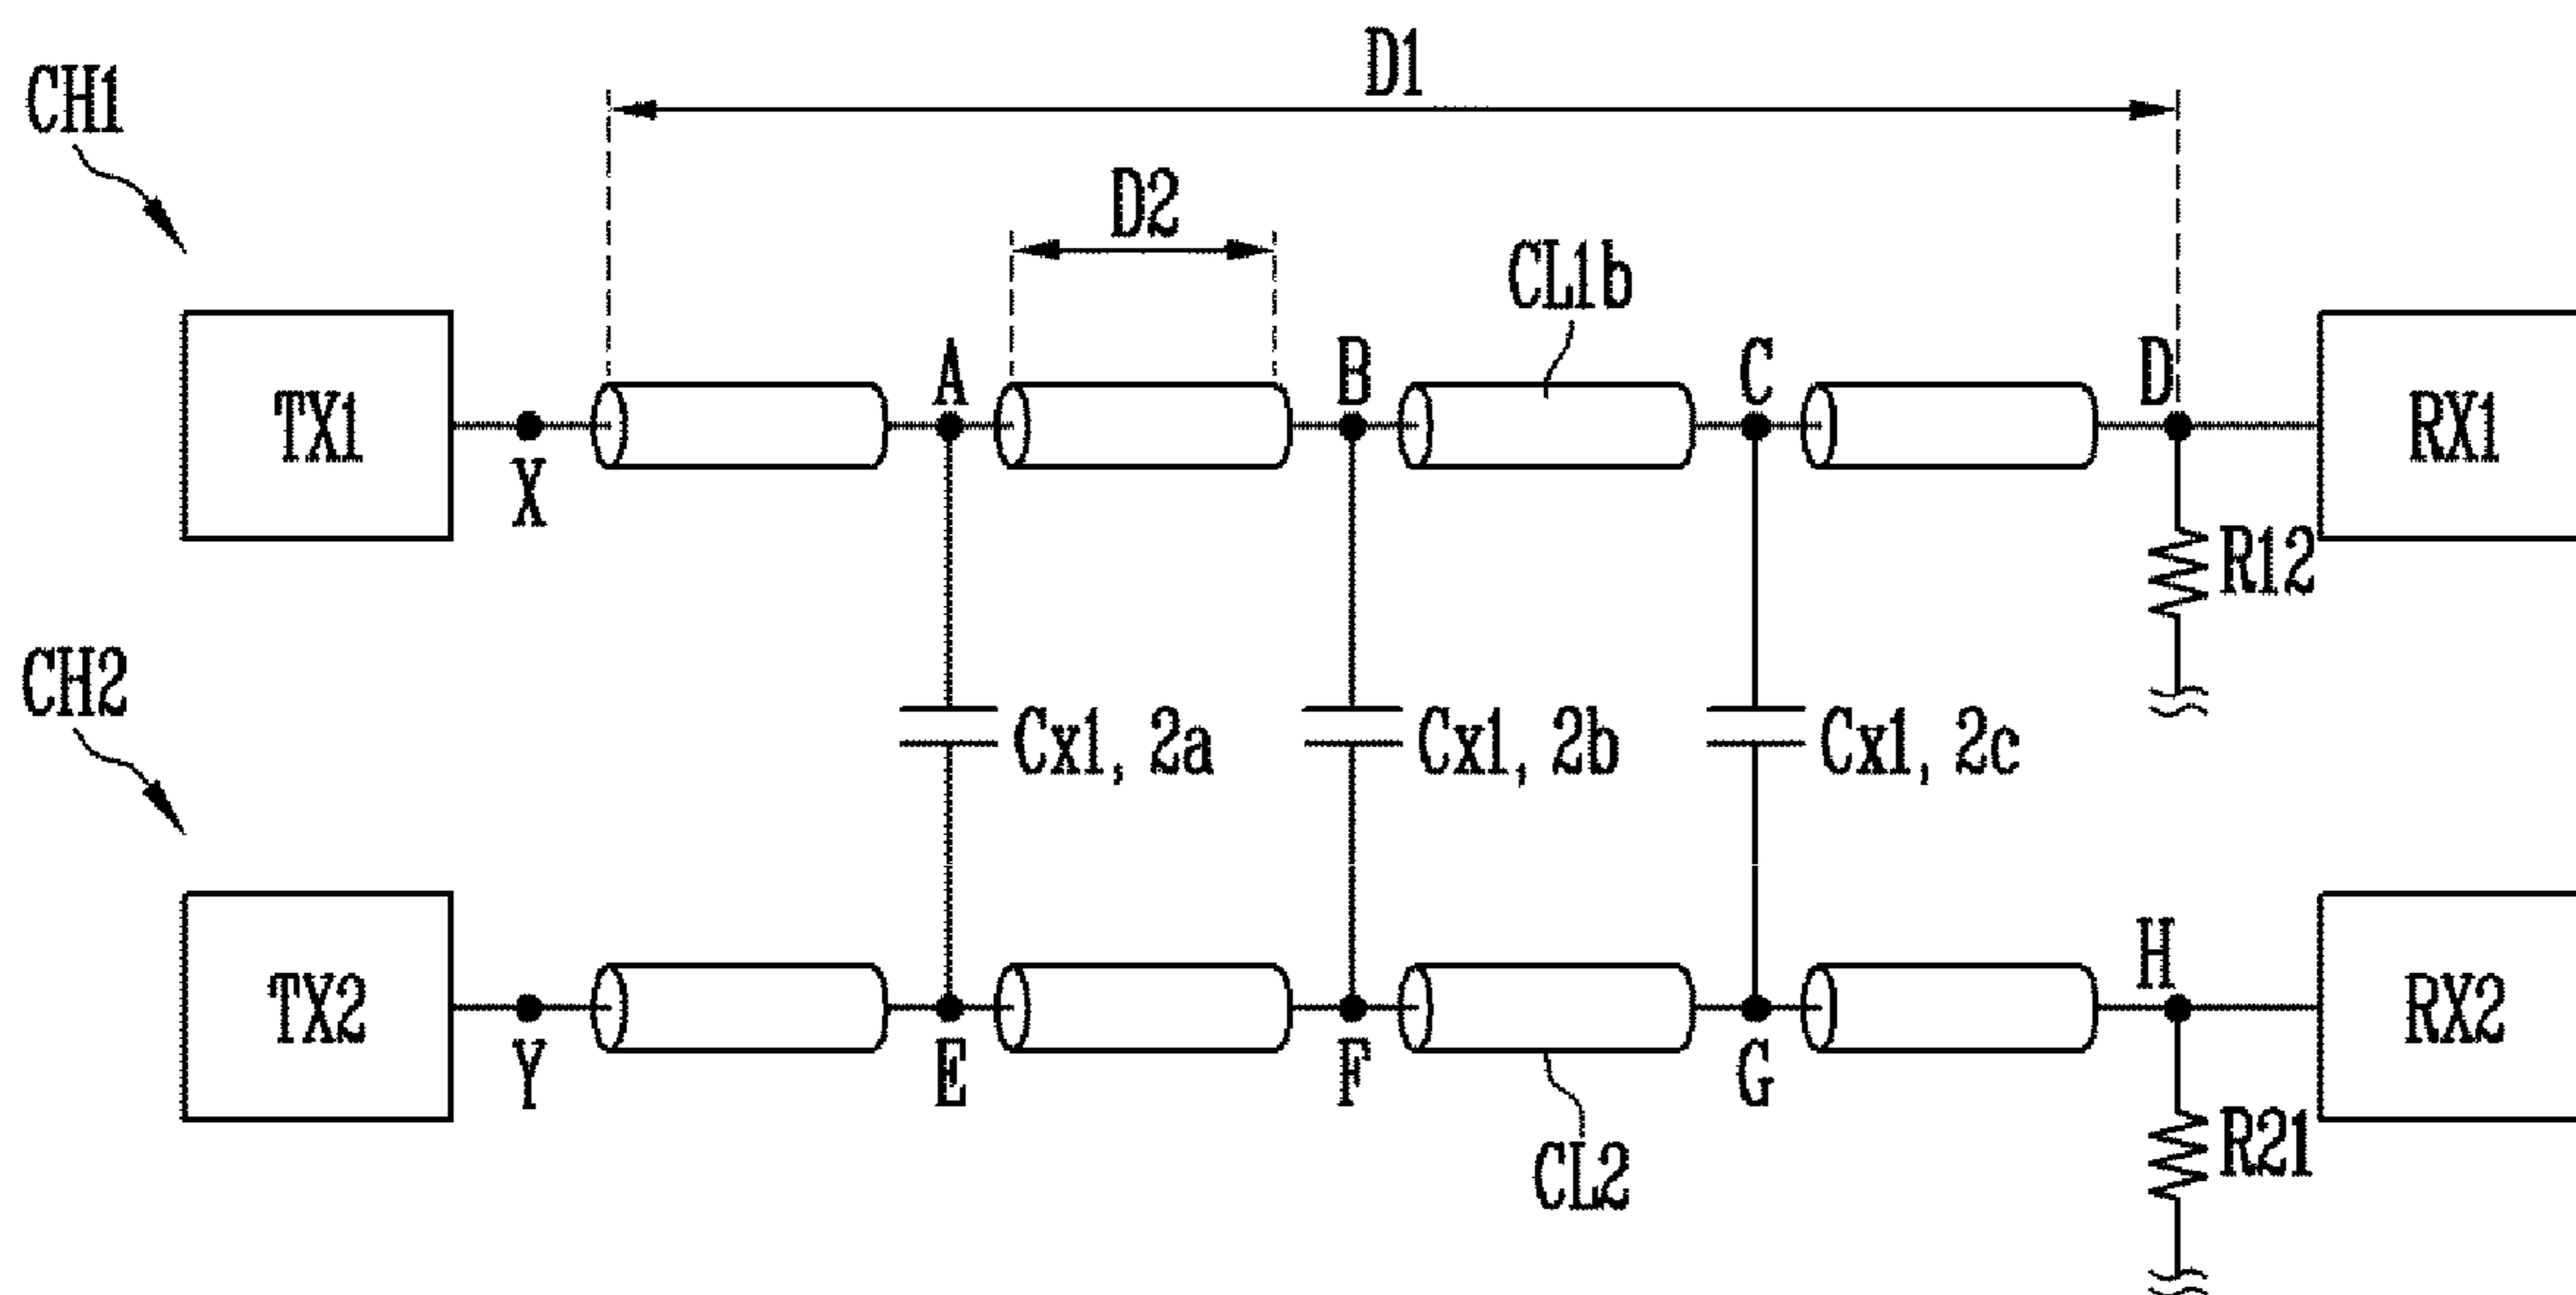 D1
CH1
D2
CL1b
A
B
C
D
TX1
RX1
X
R12
CH2
Cx1, 2a
Cx1, 2b
Cx1, 2c
H
TX2
RX2
Y
E
F
G
R21
CL2